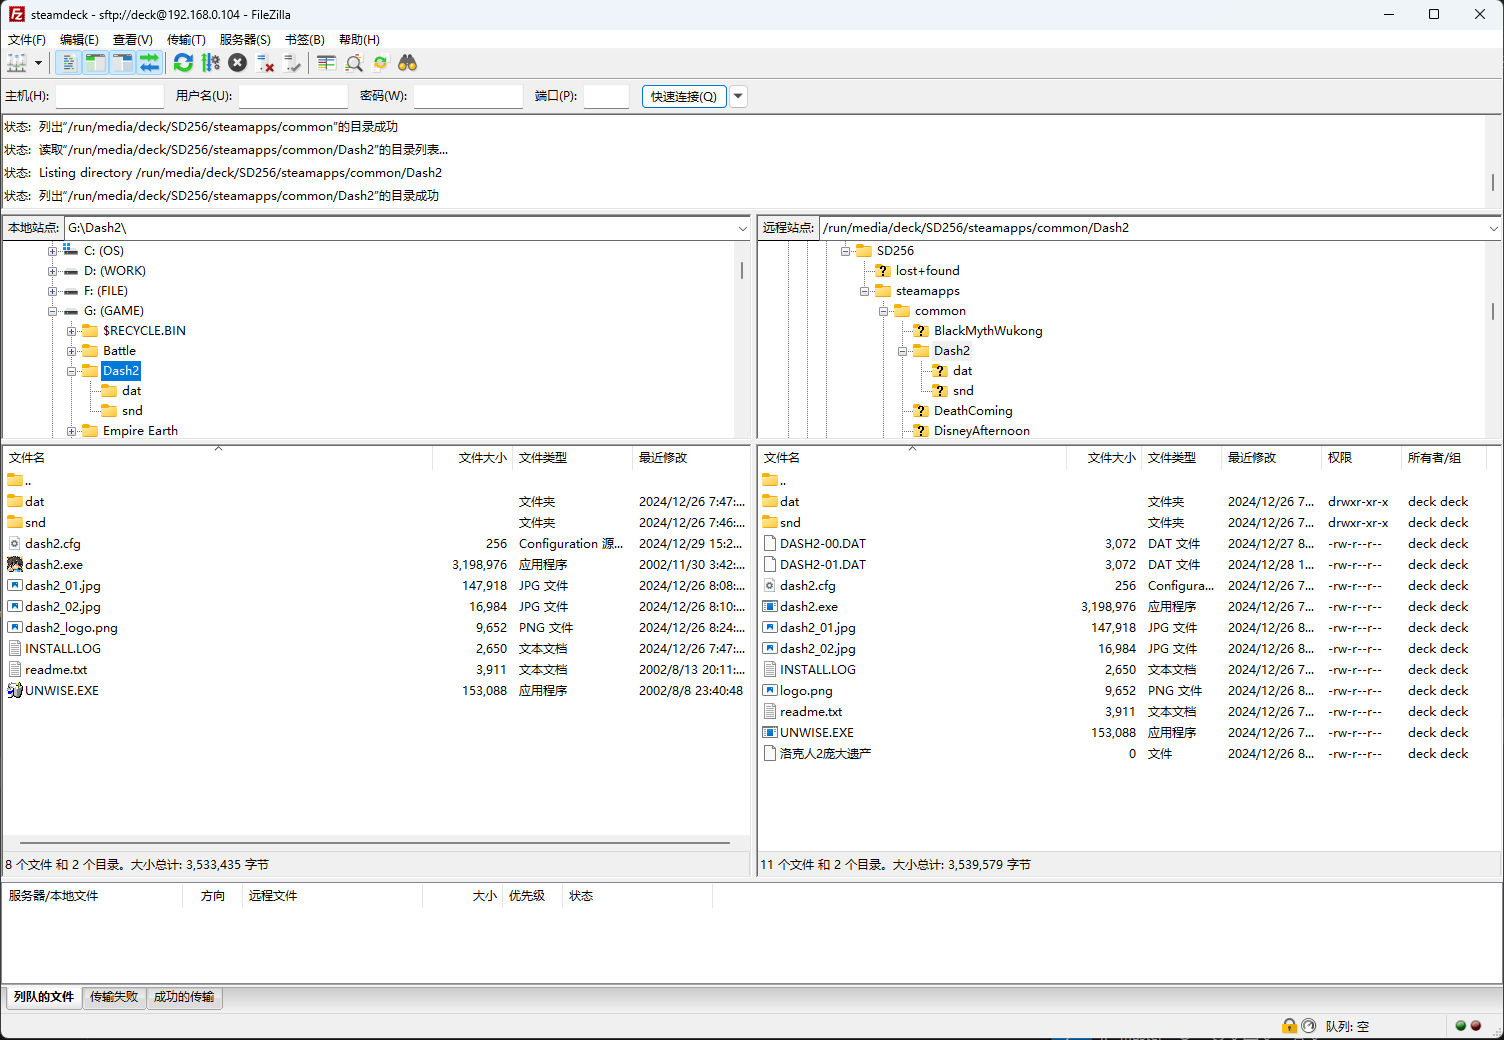 steamdeck - sftp://deck@192.168.0.104 - FileZilla
文件(F) 编辑(E) 查看(V) 传输(T) 服务器(S) 书签(B) 帮助(H)
主机(H): 用户名(U): 密码(W): 端口(P): 快速连接(Q)
状态: 列出“/run/media/deck/SD256/steamapps/common”的目录成功
状态: 读取“/run/media/deck/SD256/steamapps/common/Dash2”的目录列表...
状态: Listing directory /run/media/deck/SD256/steamapps/common/Dash2
状态: 列出“/run/media/deck/SD256/steamapps/common/Dash2”的目录成功
本地站点: G:\Dash2\
C: (OS)
D: (WORK)
F: (FILE)
G: (GAME)
$RECYCLE.BIN
Battle
Dash2
dat
snd
Empire Earth
远程站点: /run/media/deck/SD256/steamapps/common/Dash2
SD256
lost+found
steamapps
common
BlackMythWukong
Dash2
dat
snd
DeathComing
DisneyAfternoon
文件名 文件大小 文件类型 最近修改
..
dat 文件夹 2024/12/26 7:47:...
snd 文件夹 2024/12/26 7:46:...
dash2.cfg 256 Configuration 源... 2024/12/29 15:2...
dash2.exe 3,198,976 应用程序 2002/11/30 3:42:...
dash2_01.jpg 147,918 JPG 文件 2024/12/26 8:08:...
dash2_02.jpg 16,984 JPG 文件 2024/12/26 8:10:...
dash2_logo.png 9,652 PNG 文件 2024/12/26 8:24:...
INSTALL.LOG 2,650 文本文档 2024/12/26 7:47:...
readme.txt 3,911 文本文档 2002/8/13 20:11:...
UNWISE.EXE 153,088 应用程序 2002/8/8 23:40:48
8 个文件 和 2 个目录。大小总计: 3,533,435 字节
文件名 文件大小 文件类型 最近修改 权限 所有者/组
..
dat 文件夹 2024/12/26 7... drwxr-xr-x deck deck
snd 文件夹 2024/12/26 7... drwxr-xr-x deck deck
DASH2-00.DAT 3,072 DAT 文件 2024/12/27 8... -rw-r--r-- deck deck
DASH2-01.DAT 3,072 DAT 文件 2024/12/28 1... -rw-r--r-- deck deck
dash2.cfg 256 Configura... 2024/12/26 7... -rw-r--r-- deck deck
dash2.exe 3,198,976 应用程序 2024/12/26 7... -rw-r--r-- deck deck
dash2_01.jpg 147,918 JPG 文件 2024/12/26 8... -rw-r--r-- deck deck
dash2_02.jpg 16,984 JPG 文件 2024/12/26 8... -rw-r--r-- deck deck
INSTALL.LOG 2,650 文本文档 2024/12/26 7... -rw-r--r-- deck deck
logo.png 9,652 PNG 文件 2024/12/26 8... -rw-r--r-- deck deck
readme.txt 3,911 文本文档 2024/12/26 7... -rw-r--r-- deck deck
UNWISE.EXE 153,088 应用程序 2024/12/26 7... -rw-r--r-- deck deck
洛克人2庞大遗产 0 文件 2024/12/26 8... -rw-r--r-- deck deck
11 个文件 和 2 个目录。大小总计: 3,539,579 字节
服务器/本地文件 方向 远程文件 大小 优先级 状态
列队的文件 传输失败 成功的传输
队列: 空